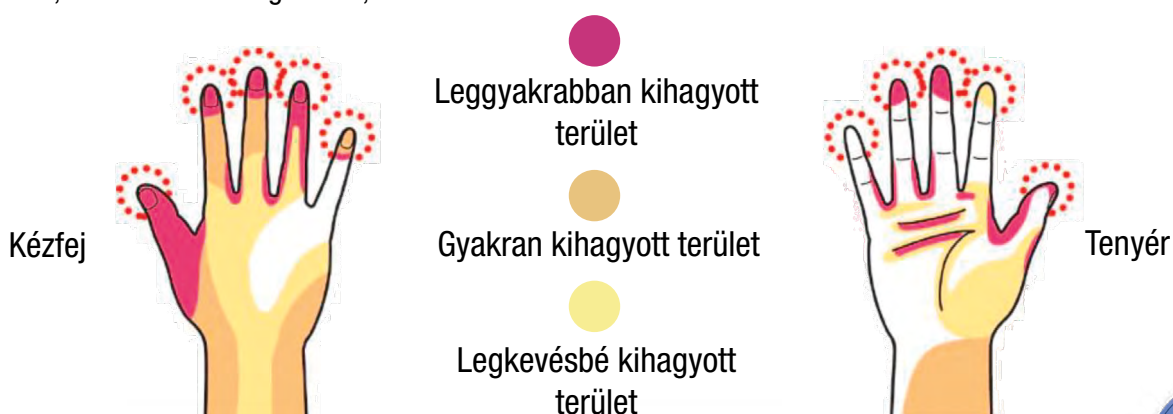 Leggyakrabban kihagyott
terület
Kézfej
Gyakran kihagyott terület
Tenyér
Legkevésbé kihagyott
terület